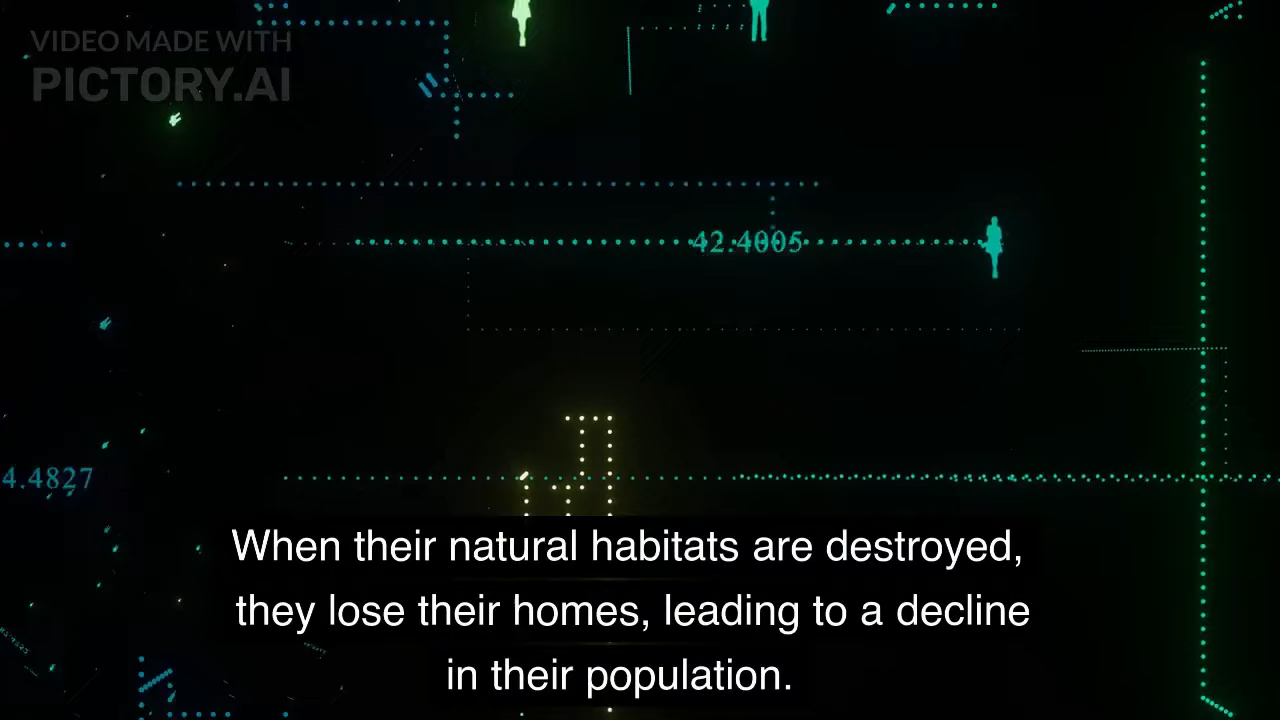 VIDEO MADE WITH
PICTORY.AI
42.4005
4.4827
When their natural habitats are destroyed,
they lose their homes, leading to a decline
in their population.